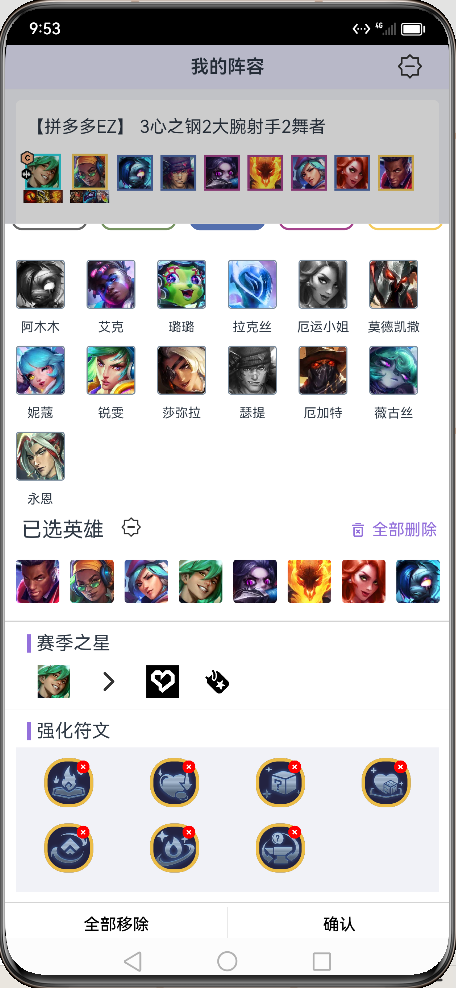 9:53
4G
我的阵容
【拼多多EZ】 3心之钢2大腕射手2舞者
阿木木 艾克 璐璐 拉克丝 厄运小姐 莫德凯撒
妮蔻 锐雯 莎弥拉 瑟提 厄加特 薇古丝
永恩
已选英雄 全部删除
赛季之星
强化符文
全部移除 确认